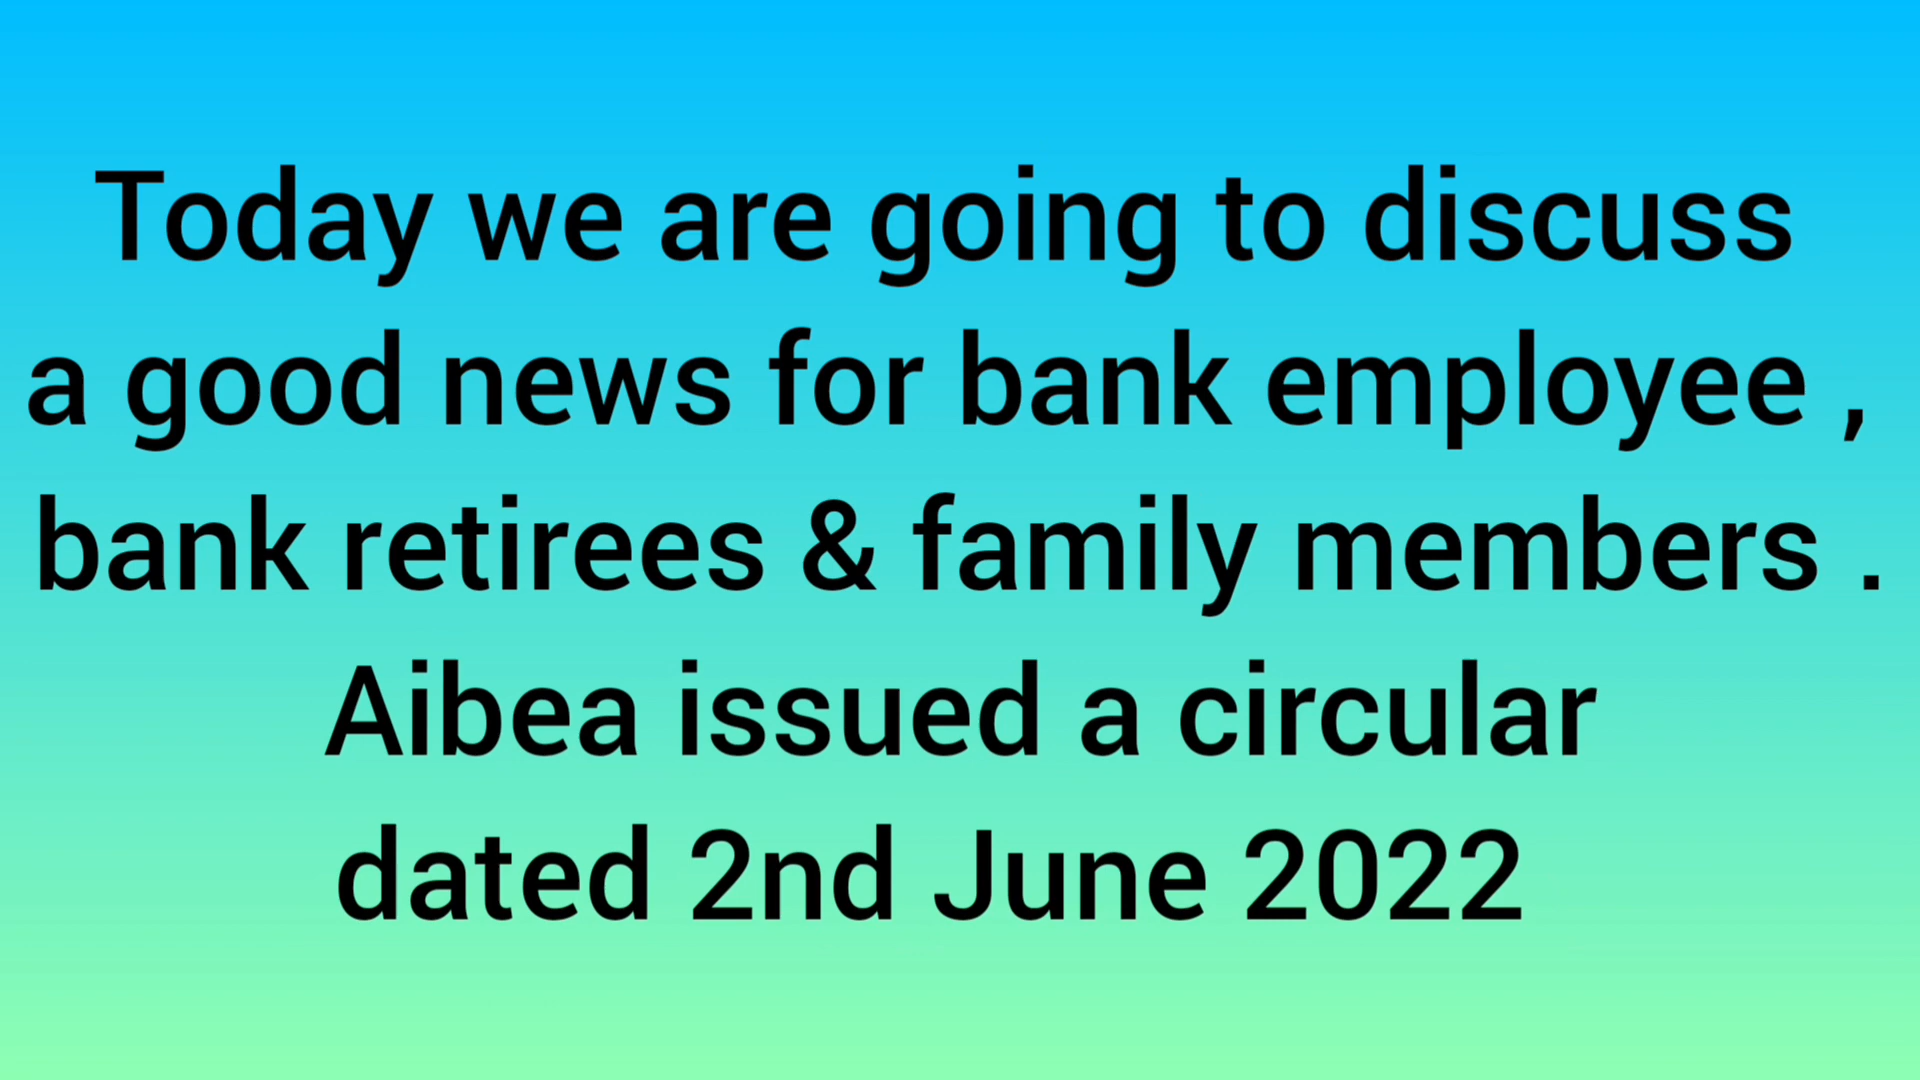 Today we are going to discuss
a good news for bank employee ,
bank retirees & family members .
Aibea issued a circular
dated 2nd June 2022